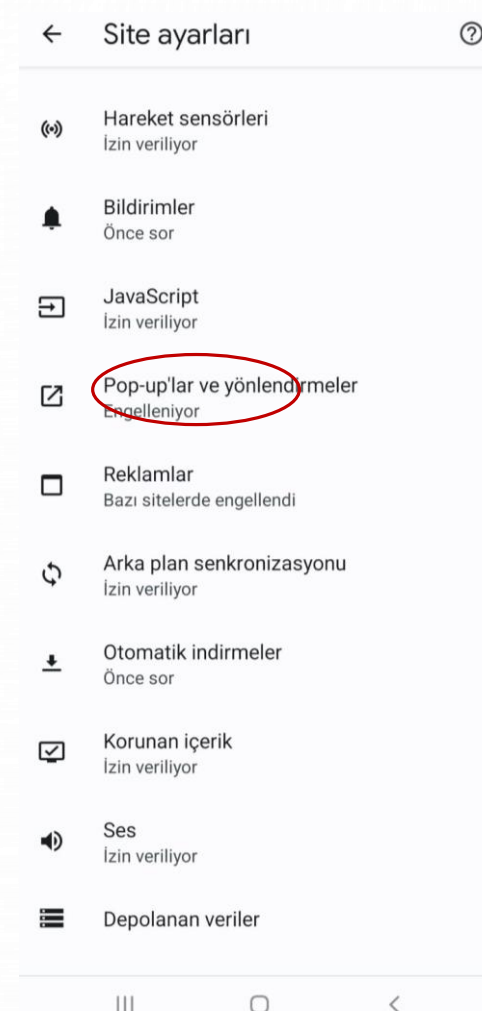 Site ayarları
Hareket sensörleri
İzin veriliyor
Bildirimler
Önce sor
JavaScript
İzin veriliyor
Pop-up'lar ve yönlendirmeler
Engelleniyor
Reklamlar
Bazı sitelerde engellendi
Arka plan senkronizasyonu
İzin veriliyor
Otomatik indirmeler
Önce sor
Korunan içerik
İzin veriliyor
Ses
İzin veriliyor
Depolanan veriler